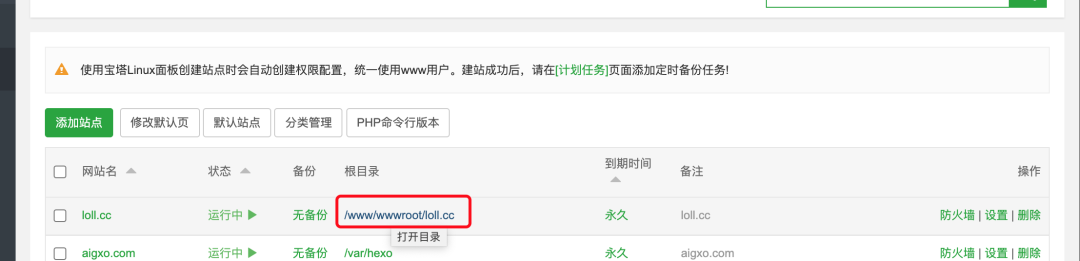 使用宝塔Linux面板创建站点时会自动创建权限配置，统一使用www用户。建站成功后，请在[计划任务]页面添加定时备份任务!
添加站点 修改默认页 默认站点 分类管理 PHP命令行版本
网站名 状态 备份 根目录 到期时间 备注 操作
loll.cc 运行中 无备份 /www/wwwroot/loll.cc 永久 loll.cc 防火墙 | 设置 | 删除
打开目录
aigxo.com 运行中 无备份 /var/hexo 永久 aigxo.com 防火墙 | 设置 | 删除